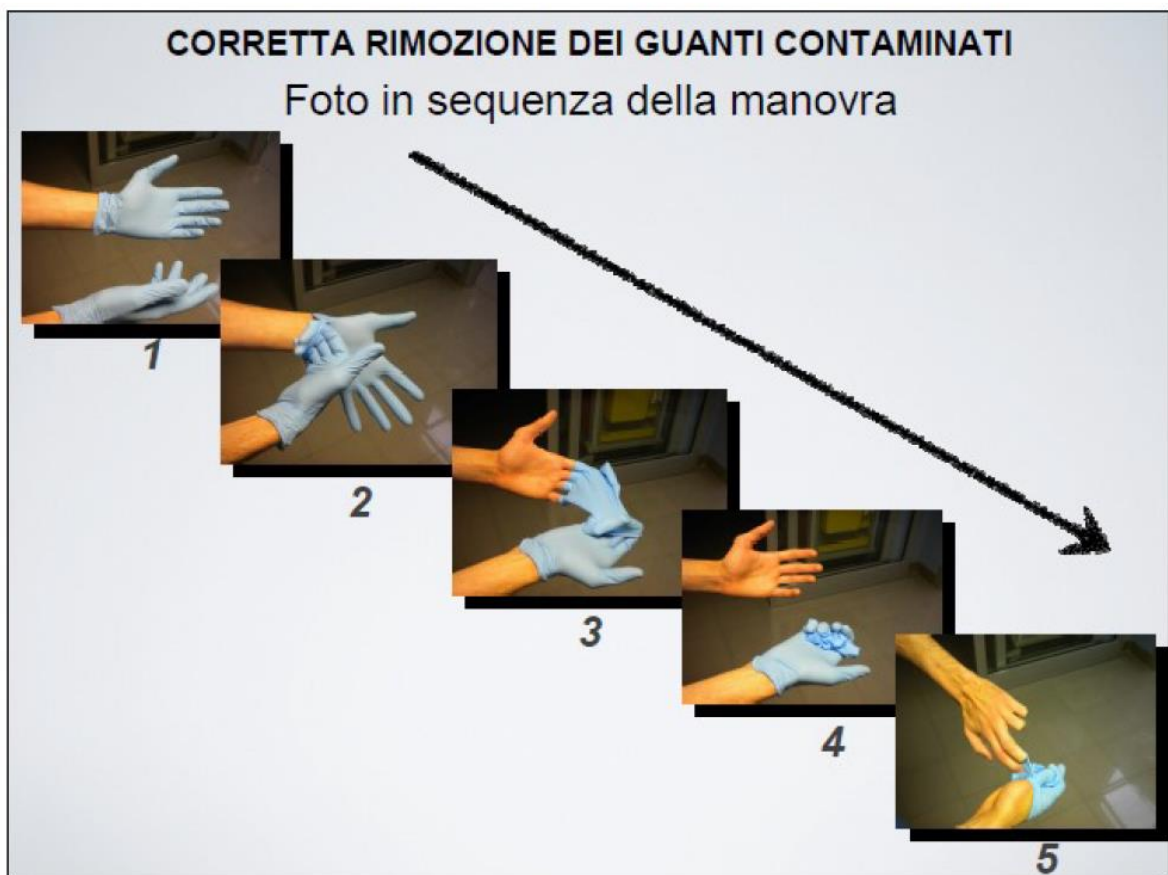 CORRETTA RIMOZIONE DEI GUANTI CONTAMINATI
Foto in sequenza della manovra
1
2
3
4
5